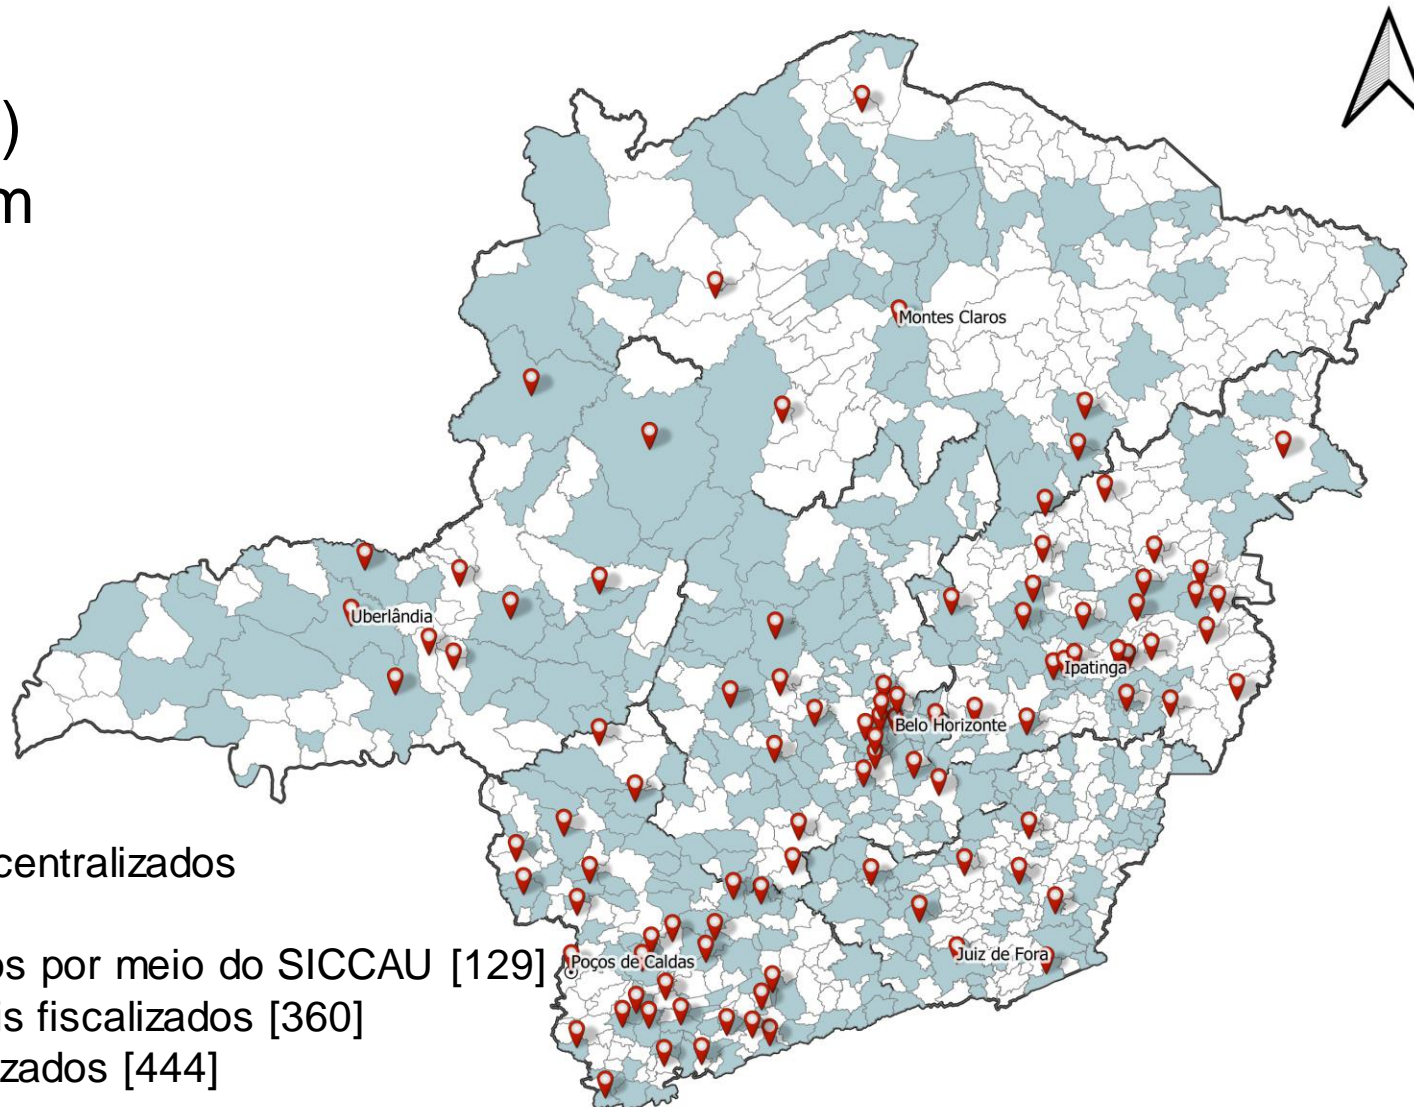 )
m
Montes Claros
Uberlândia
Ipatinga
Belo Horizonte
centralizados
Juiz de Fora
Poços de Caldas
os por meio do SICCAU [129]
is fiscalizados [360]
zados [444]